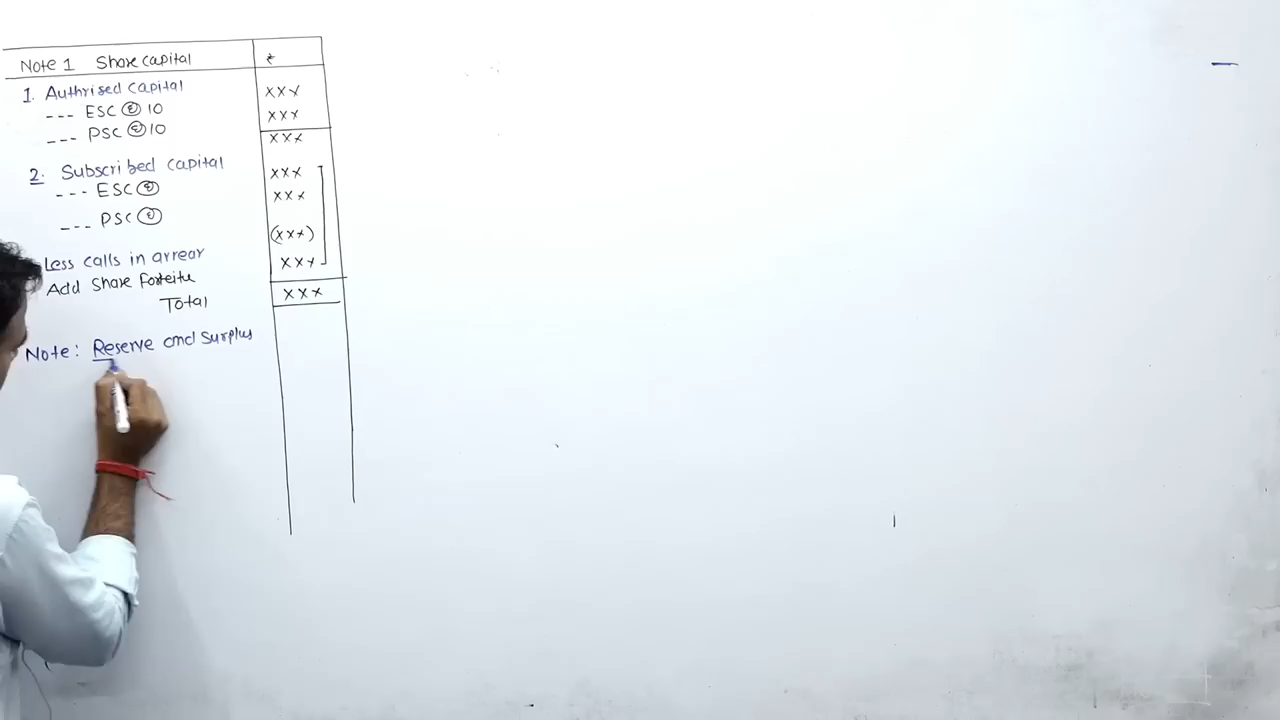 Note 1 Share capital ₹
1. Authrised capital xxx
--- ESC @ 10 xxx
--- PSC @ 10 xxx
2. Subscribed capital xxx
--- ESC @ xxx
--- PSC @ (xxx)
Less calls in arrear xxx
Add Share Forfeitu
Total xxx
Note: Reserve and Surplus